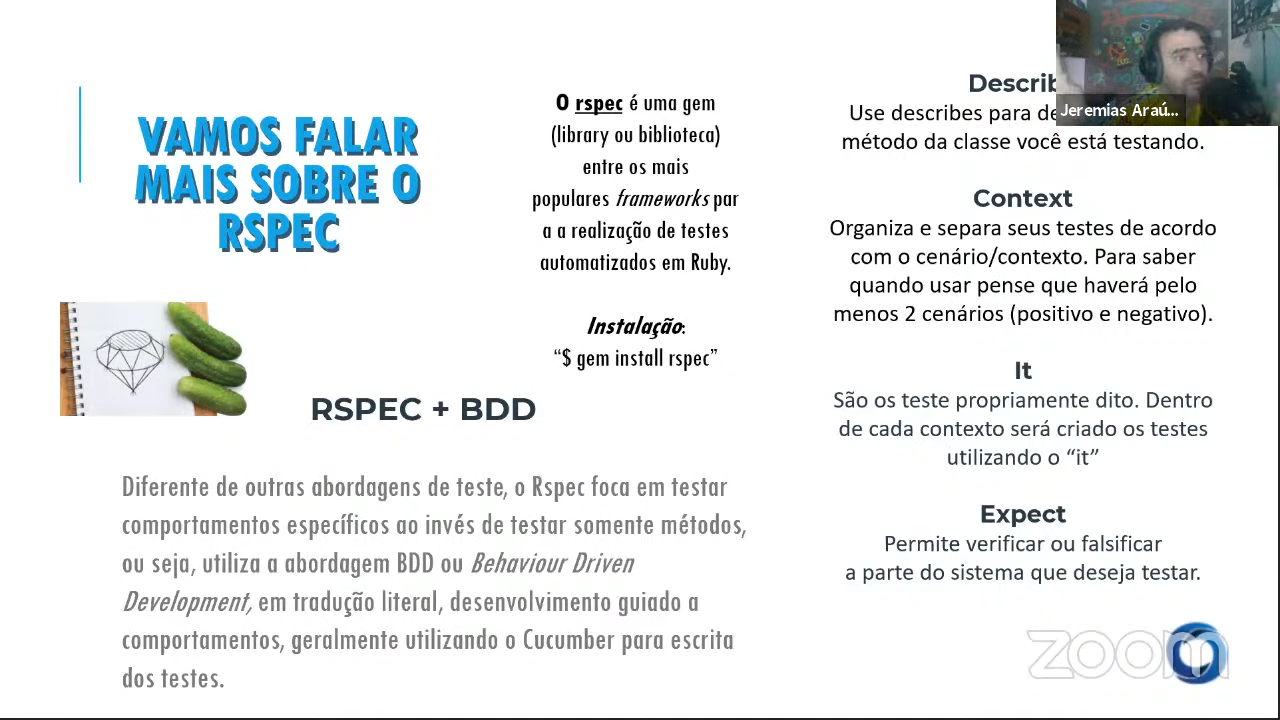 VAMOS FALAR
MAIS SOBRE O
RSPEC
O rspec é uma gem
(library ou biblioteca)
entre os mais
populares frameworks par
a a realização de testes
automatizados em Ruby.
Instalação:
“$ gem install rspec”
RSPEC + BDD
Diferente de outras abordagens de teste, o Rspec foca em testar
comportamentos específicos ao invés de testar somente métodos,
ou seja, utiliza a abordagem BDD ou Behaviour Driven
Development, em tradução literal, desenvolvimento guiado a
comportamentos, geralmente utilizando o Cucumber para escrita
dos testes.
Describ
Use describes para de
método da classe você está testando.
Context
Organiza e separa seus testes de acordo
com o cenário/contexto. Para saber
quando usar pense que haverá pelo
menos 2 cenários (positivo e negativo).
It
São os teste propriamente dito. Dentro
de cada contexto será criado os testes
utilizando o “it”
Expect
Permite verificar ou falsificar
a parte do sistema que deseja testar.
Jeremias Araú...
zoom